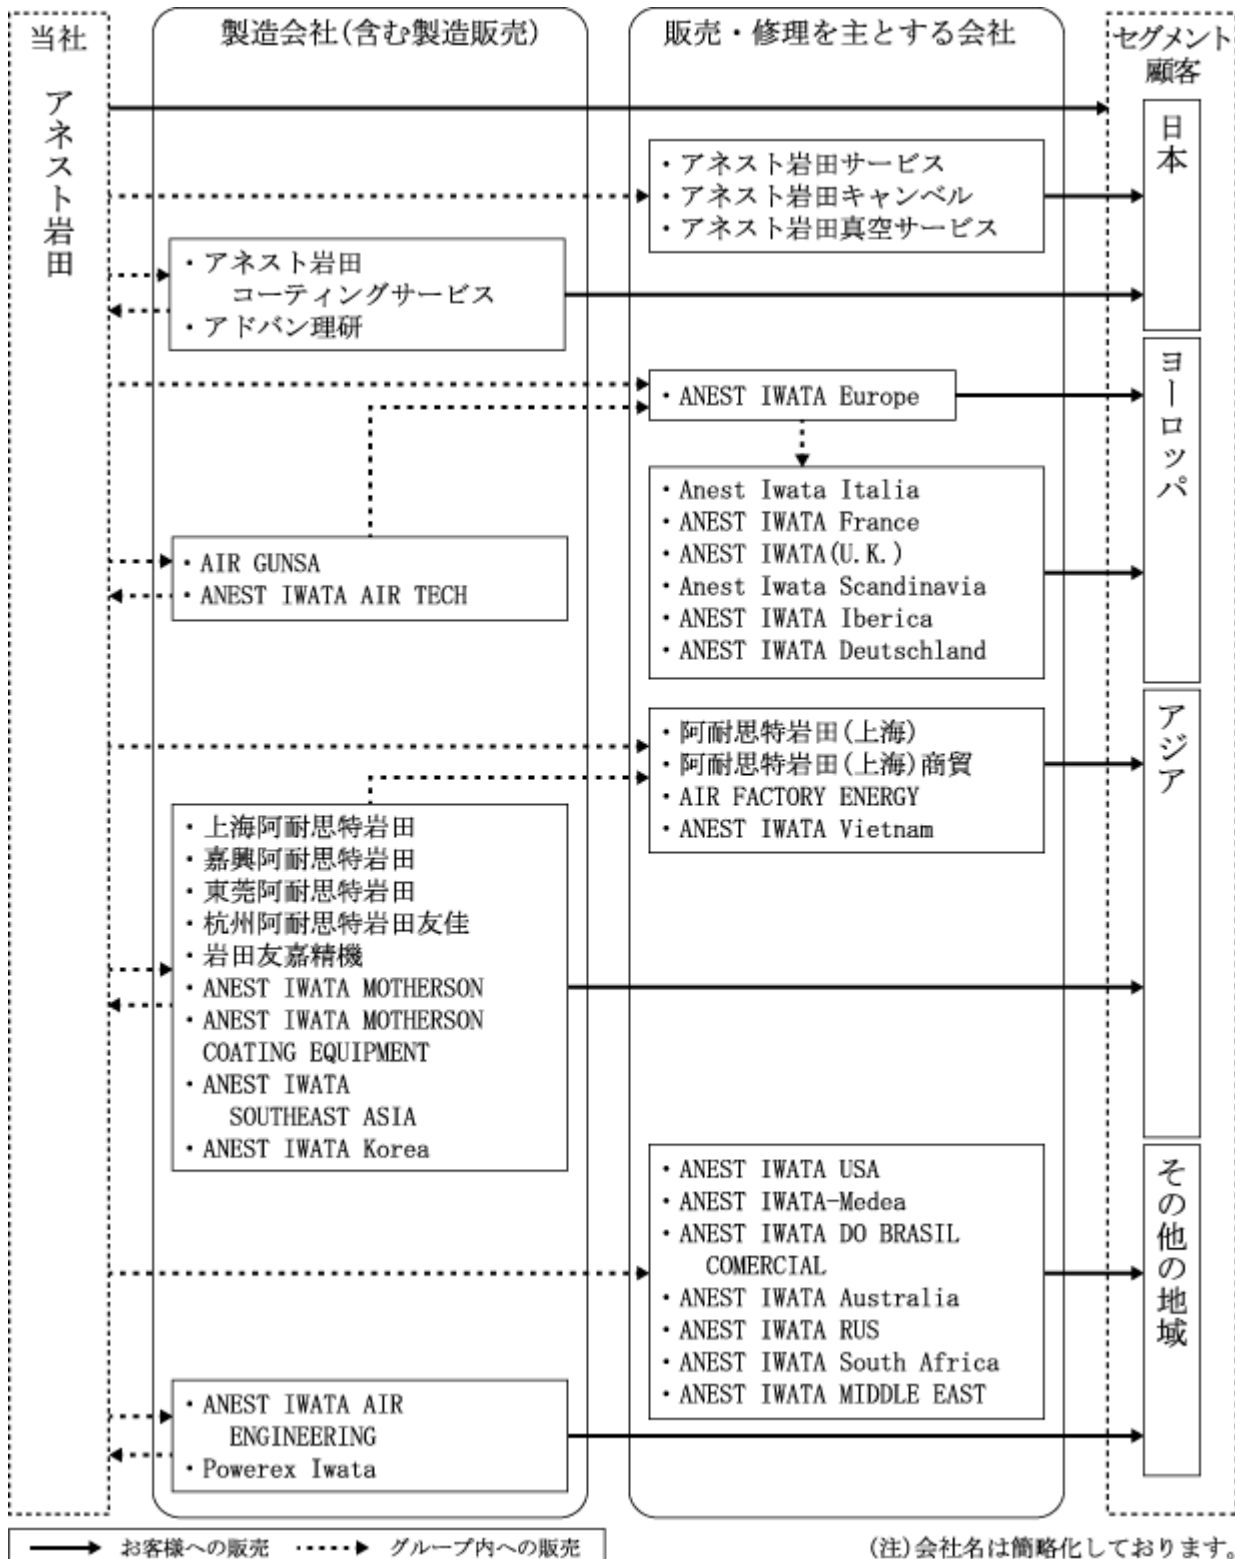 当社
アネスト岩田
製造会社(含む製造販売)
販売・修理を主とする会社
セグメント
顧客
日本
・アネスト岩田サービス
・アネスト岩田キャンベル
・アネスト岩田真空サービス
・アネスト岩田
コーティングサービス
・アドバン理研
ヨーロッパ
・ANEST IWATA Europe
・Anest Iwata Italia
・ANEST IWATA France
・ANEST IWATA(U.K.)
・Anest Iwata Scandinavia
・ANEST IWATA Iberica
・ANEST IWATA Deutschland
・AIR GUNSA
・ANEST IWATA AIR TECH
アジア
・阿耐思特岩田(上海)
・阿耐思特岩田(上海)商貿
・AIR FACTORY ENERGY
・ANEST IWATA Vietnam
・上海阿耐思特岩田
・嘉興阿耐思特岩田
・東莞阿耐思特岩田
・杭州阿耐思特岩田友佳
・岩田友嘉精機
・ANEST IWATA MOTHERSON
・ANEST IWATA MOTHERSON
COATING EQUIPMENT
・ANEST IWATA
SOUTHEAST ASIA
・ANEST IWATA Korea
その他の地域
・ANEST IWATA USA
・ANEST IWATA-Medea
・ANEST IWATA DO BRASIL
COMERCIAL
・ANEST IWATA Australia
・ANEST IWATA RUS
・ANEST IWATA South Africa
・ANEST IWATA MIDDLE EAST
・ANEST IWATA AIR
ENGINEERING
・Powerex Iwata
お客様への販売
グループ内への販売
(注)会社名は簡略化しております。